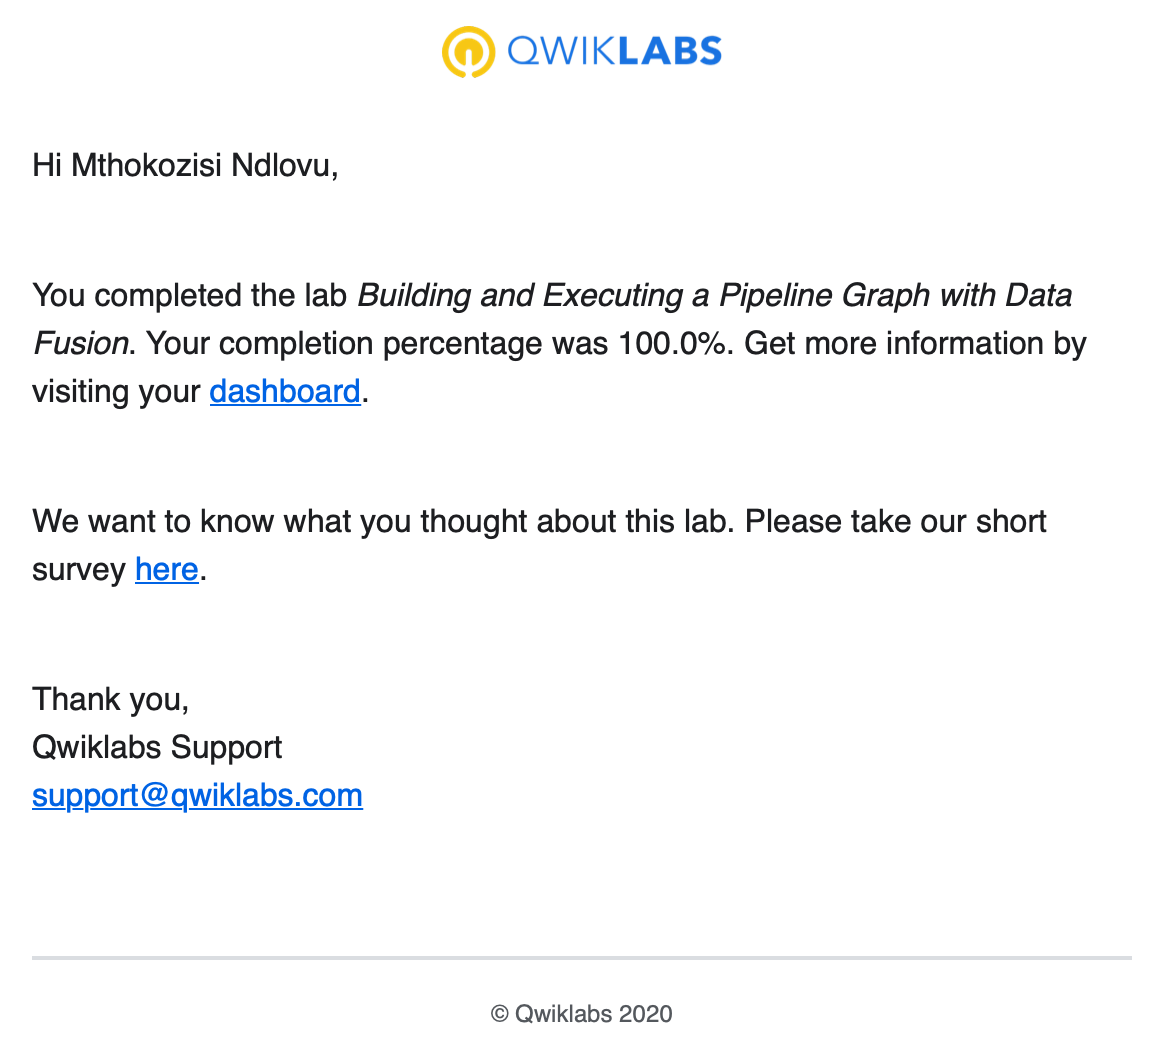 QWIKLABS
Hi Mthokozisi Ndlovu,
You completed the lab Building and Executing a Pipeline Graph with Data
Fusion. Your completion percentage was 100.0%. Get more information by
visiting your dashboard.
We want to know what you thought about this lab. Please take our short
survey here.
Thank you,
Qwiklabs Support
support@qwiklabs.com
© Qwiklabs 2020